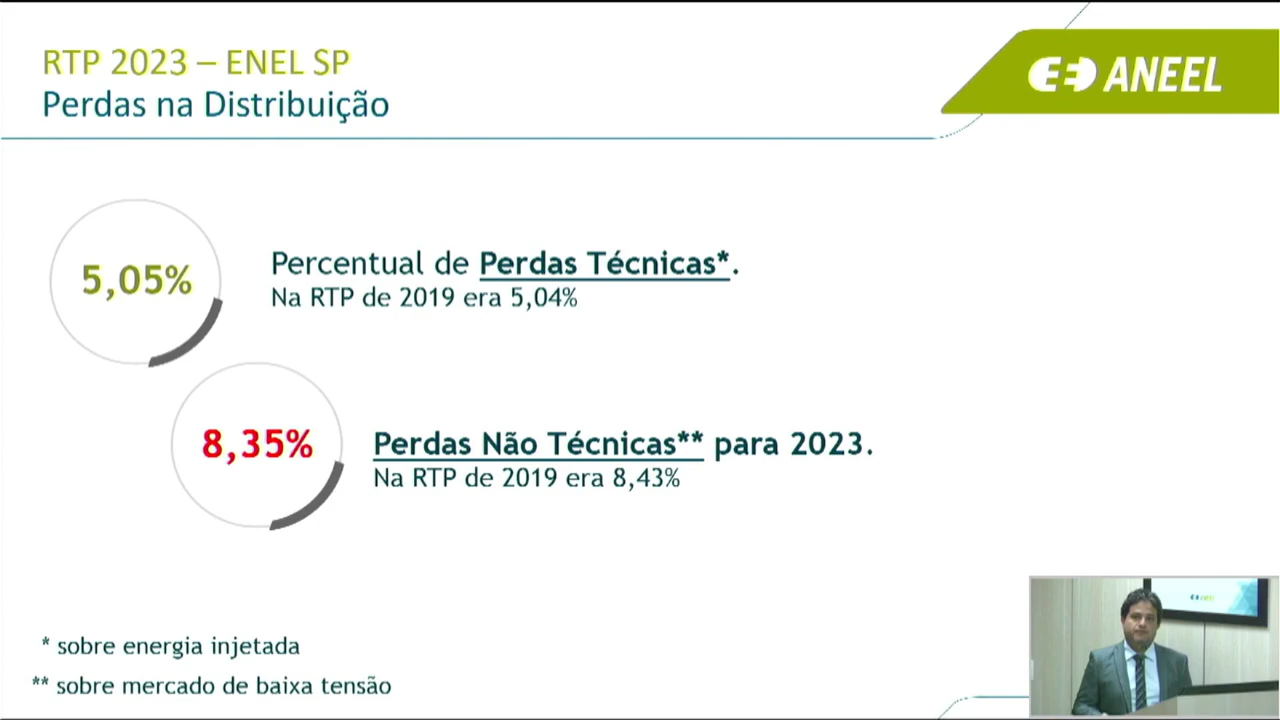 RTP 2023 – ENEL SP
Perdas na Distribuição
ANEEL
5,05%
Percentual de Perdas Técnicas*.
Na RTP de 2019 era 5,04%
8,35%
Perdas Não Técnicas** para 2023.
Na RTP de 2019 era 8,43%
* sobre energia injetada
** sobre mercado de baixa tensão